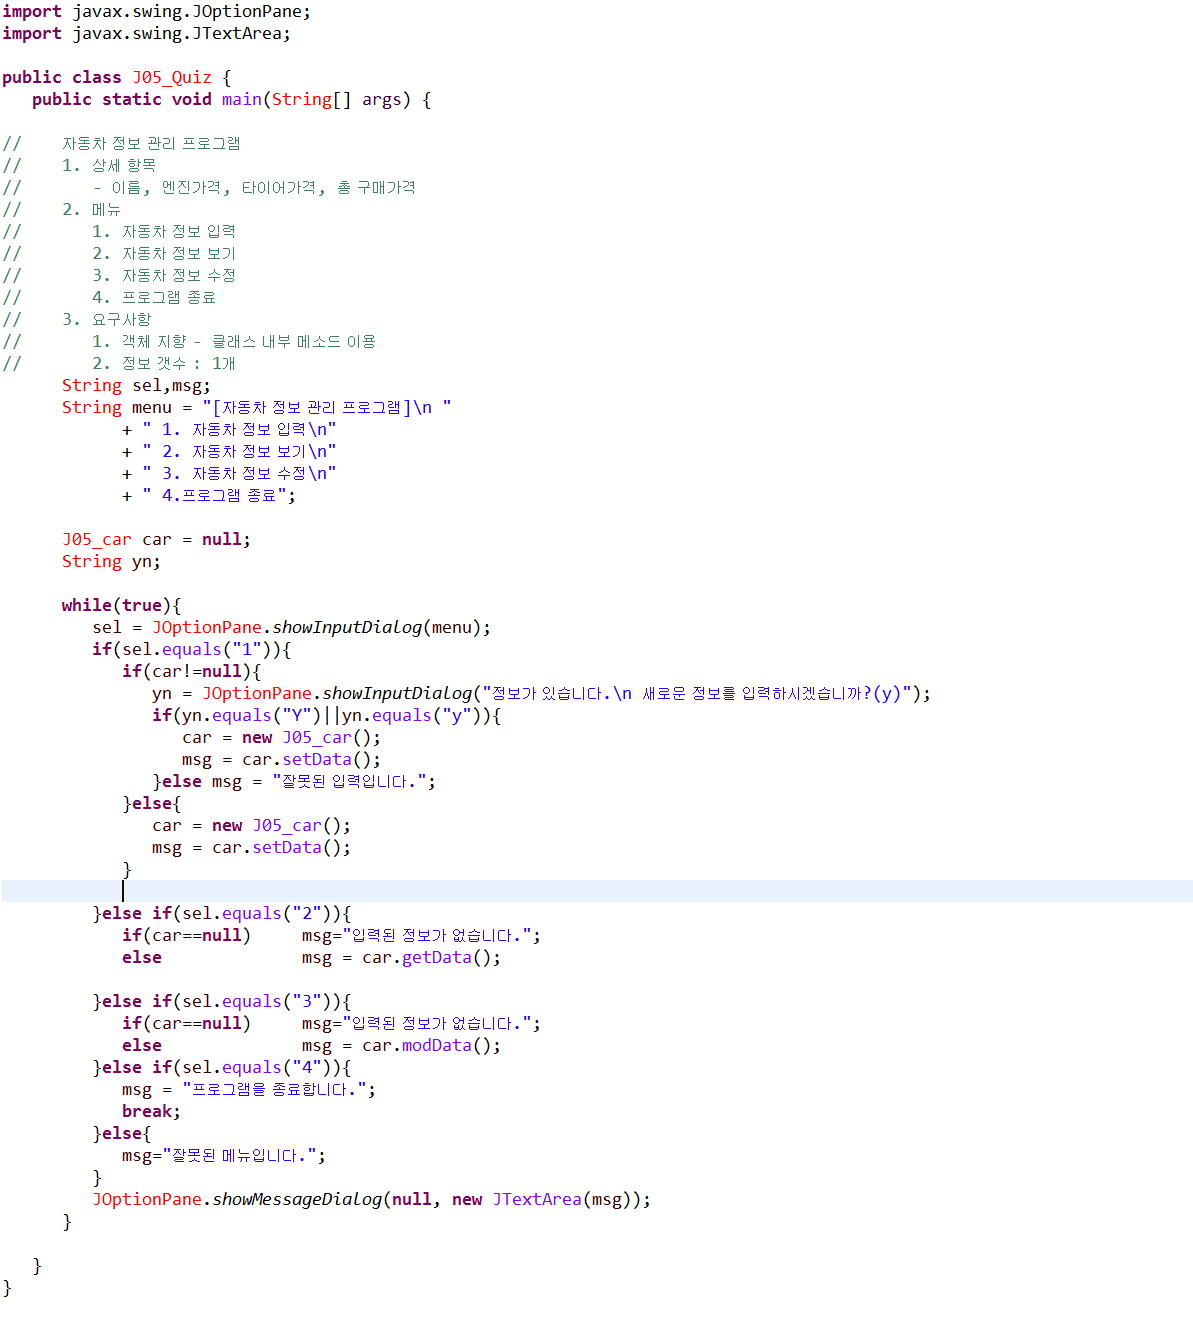 import javax.swing.JOptionPane;
import javax.swing.JTextArea;
public class J05_Quiz {
public static void main(String[] args) {
// 자동차 정보 관리 프로그램
// 1. 상세 항목
// - 이름, 엔진가격, 타이어가격, 총 구매가격
// 2. 메뉴
// 1. 자동차 정보 입력
// 2. 자동차 정보 보기
// 3. 자동차 정보 수정
// 4. 프로그램 종료
// 3. 요구사항
// 1. 객체 지향 - 클래스 내부 메소드 이용
// 2. 정보 갯수 : 1개
String sel,msg;
String menu = "[자동차 정보 관리 프로그램]\n "
+ " 1. 자동차 정보 입력\n"
+ " 2. 자동차 정보 보기\n"
+ " 3. 자동차 정보 수정\n"
+ " 4.프로그램 종료";
J05_car car = null;
String yn;
while(true){
sel = JOptionPane.showInputDialog(menu);
if(sel.equals("1")){
if(car!=null){
yn = JOptionPane.showInputDialog("정보가 있습니다.\n 새로운 정보를 입력하시겠습니까?(y)");
if(yn.equals("Y")||yn.equals("y")){
car = new J05_car();
msg = car.setData();
}else msg = "잘못된 입력입니다.";
}else{
car = new J05_car();
msg = car.setData();
}
}else if(sel.equals("2")){
if(car==null) msg="입력된 정보가 없습니다.";
else msg = car.getData();
}else if(sel.equals("3")){
if(car==null) msg="입력된 정보가 없습니다.";
else msg = car.modData();
}else if(sel.equals("4")){
msg = "프로그램을 종료합니다.";
break;
}else{
msg="잘못된 메뉴입니다.";
}
JOptionPane.showMessageDialog(null, new JTextArea(msg));
}
}
}